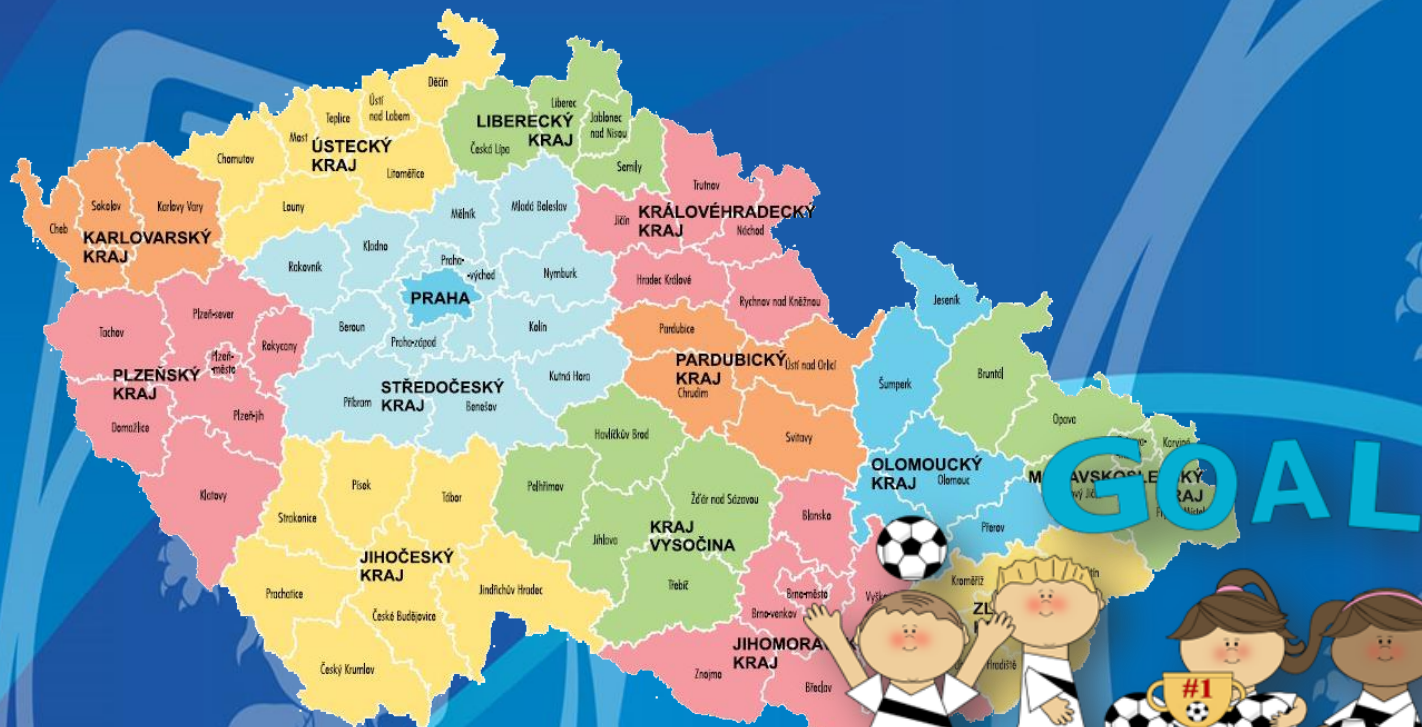 Děčín
Ústí
nad Labem
Teplice
Most
Chomutov
ÚSTECKÝ
KRAJ
Litoměřice
Louny
Liberec
LIBERECKÝ
KRAJ
Jablonec
nad Nisou
Česká Lípa
Semily
Sokolov
Karlovy Vary
Cheb
KARLOVARSKÝ
KRAJ
Trutnov
Jičín
KRÁLOVÉHRADECKÝ
KRAJ
Náchod
Hradec Králové
Rychnov nad Kněžnou
Mělník
Mladá Boleslav
Kladno
Rakovník
Praha-
-východ
Nymburk
PRAHA
Beroun
Praha-západ
Kolín
Kutná Hora
STŘEDOČESKÝ
KRAJ
Příbram
Benešov
Tachov
Plzeň-sever
Rokycany
Plzeň-
-město
PLZEŇSKÝ
KRAJ
Plzeň-jih
Domažlice
Klatovy
Pardubice
PARDUBICKÝ
KRAJ
Ústí nad Orlicí
Chrudim
Svitavy
Jeseník
Šumperk
OLOMOUCKÝ
KRAJ
Olomouc
Přerov
Bruntál
Opava
GOAL
Havlíčkův Brod
Pelhřimov
Žďár nad Sázavou
KRAJ
VYSOČINA
Jihlava
Třebíč
Písek
Tábor
Strakonice
JIHOČESKÝ
KRAJ
Prachatice
Jindřichův Hradec
České Budějovice
Český Krumlov
Blansko
Brno-město
Brno-venkov
KRAJ
Znojmo
Břeclav
Kroměříž
Hradiště
#1